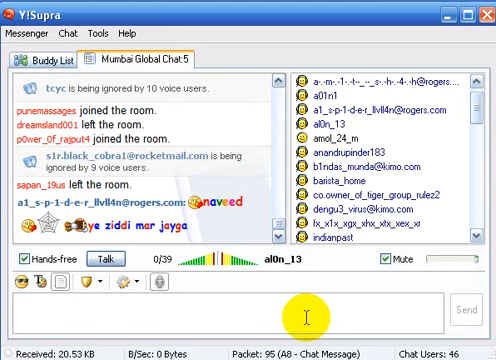 Y!Supra
Messenger Chat Tools Help
Buddy List Mumbai Global Chat:5
tcyc is being ignored by 10 voice users.
punemassages joined the room.
dreamsland001 left the room.
p0wer_0f_rajput4 joined the room.
s1r.black_cobra1@rocketmail.com is being
ignored by 9 voice users.
sapan_19us left the room.
a1_s-p-1-d-e-r_llvll4n@rogers.com: naveed
ye ziddi mar jayga
a01n1
a1_s-p-1-d-e-r_llvll4n@rogers.com
al0n_13
amol_24_m
anandrupinder183
b1ndas_mumba@kimo.com
barista_home
co.owner_of_tiger_group_rulez2
dengu3_virus@kimo.com
fx_x1x_xgx_xhx_xtx_xex_xr
indianpast
Hands-free Talk 0/39 al0n_13 Mute
Send
Received: 20.53 KB B/Sec: 0 Bytes Packet: 95 (A8 - Chat Message) Chat Users: 46